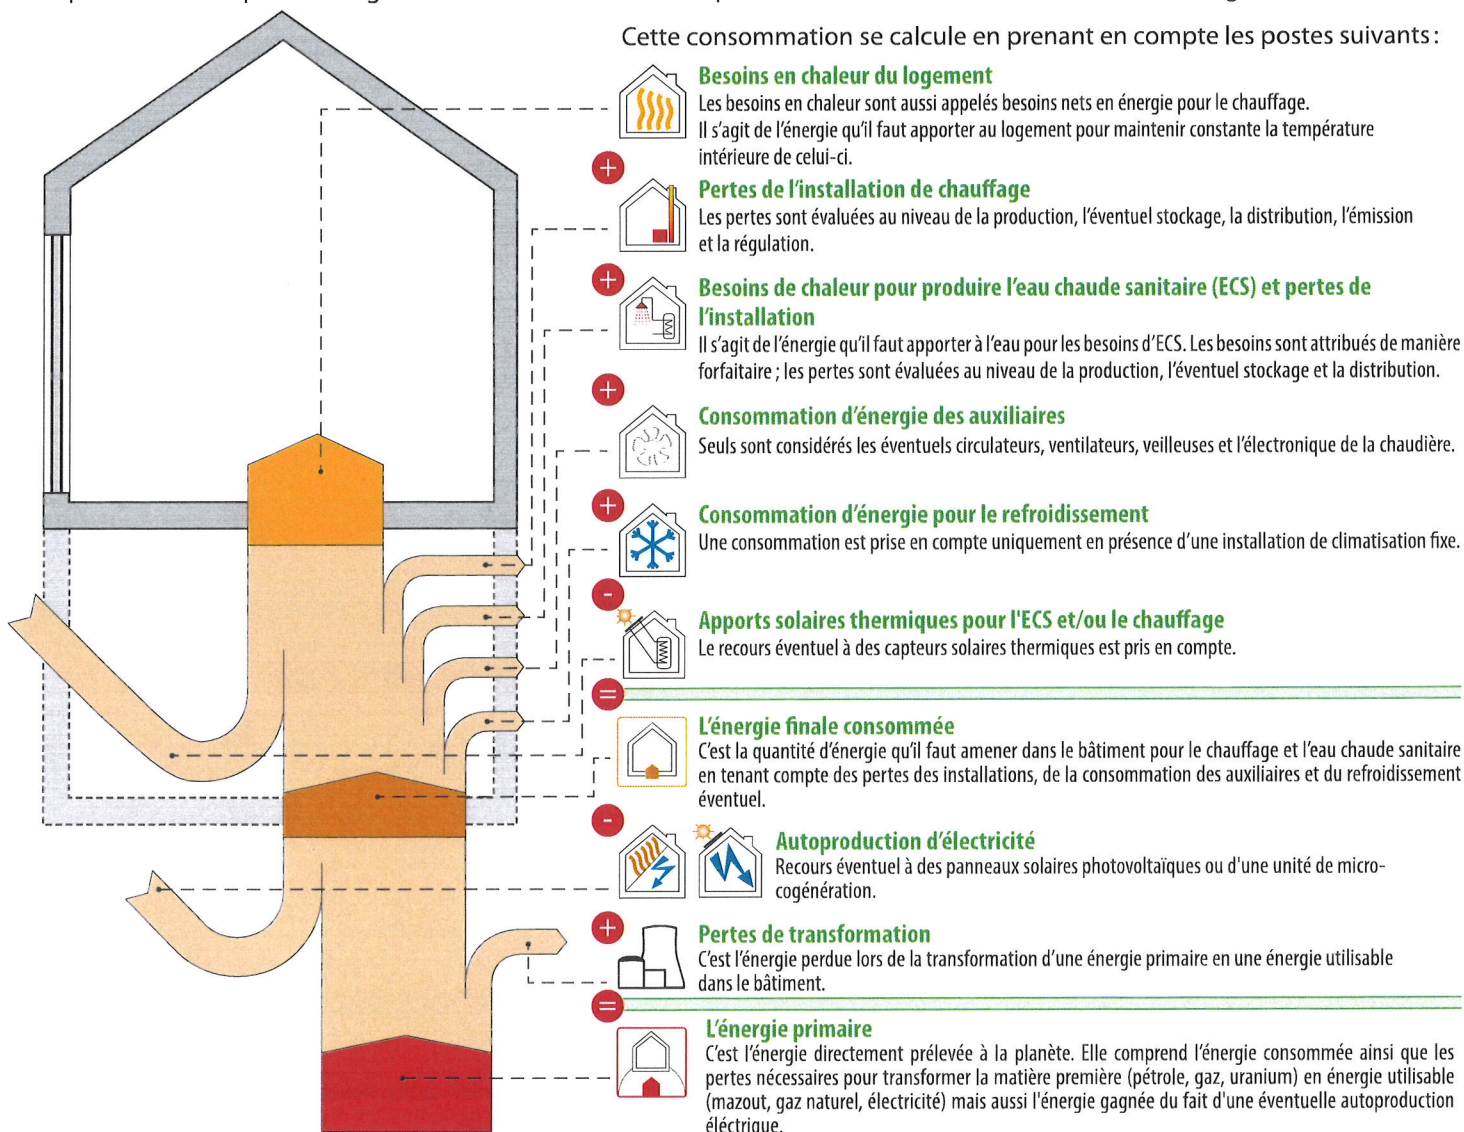 Cette consommation se calcule en prenant en compte les postes suivants :
Besoins en chaleur du logement
Les besoins en chaleur sont aussi appelés besoins nets en énergie pour le chauffage.
Il s'agit de l'énergie qu'il faut apporter au logement pour maintenir constante la température
intérieure de celui-ci.
+
Pertes de l'installation de chauffage
Les pertes sont évaluées au niveau de la production, l'éventuel stockage, la distribution, l'émission
et la régulation.
+
Besoins de chaleur pour produire l'eau chaude sanitaire (ECS) et pertes de
l'installation
Il s'agit de l'énergie qu'il faut apporter à l'eau pour les besoins d'ECS. Les besoins sont attribués de manière
forfaitaire ; les pertes sont évaluées au niveau de la production, l'éventuel stockage et la distribution.
+
Consommation d'énergie des auxiliaires
Seuls sont considérés les éventuels circulateurs, ventilateurs, veilleuses et l'électronique de la chaudière.
+
Consommation d'énergie pour le refroidissement
Une consommation est prise en compte uniquement en présence d'une installation de climatisation fixe.
-
Apports solaires thermiques pour l'ECS et/ou le chauffage
Le recours éventuel à des capteurs solaires thermiques est pris en compte.
=
L'énergie finale consommée
C'est la quantité d'énergie qu'il faut amener dans le bâtiment pour le chauffage et l'eau chaude sanitaire
en tenant compte des pertes des installations, de la consommation des auxiliaires et du refroidissement
éventuel.
-
Autoproduction d'électricité
Recours éventuel à des panneaux solaires photovoltaïques ou d'une unité de micro-
cogénération.
+
Pertes de transformation
C'est l'énergie perdue lors de la transformation d'une énergie primaire en une énergie utilisable
dans le bâtiment.
=
L'énergie primaire
C'est l'énergie directement prélevée à la planète. Elle comprend l'énergie consommée ainsi que les
pertes nécessaires pour transformer la matière première (pétrole, gaz, uranium) en énergie utilisable
(mazout, gaz naturel, électricité) mais aussi l'énergie gagnée du fait d'une éventuelle autoproduction
éléctrique.